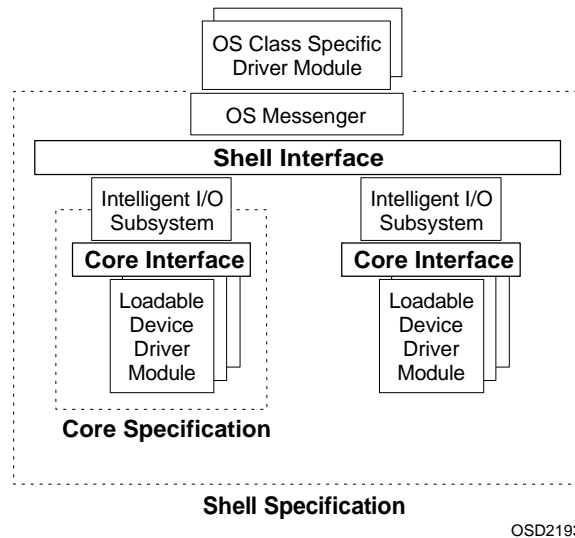 OS Class Specific
Driver Module
OS Messenger
Shell Interface
Intelligent I/O
Subsystem
Intelligent I/O
Subsystem
Core Interface
Core Interface
Loadable
Device
Driver
Module
Loadable
Device
Driver
Module
Core Specification
Shell Specification
OSD2193